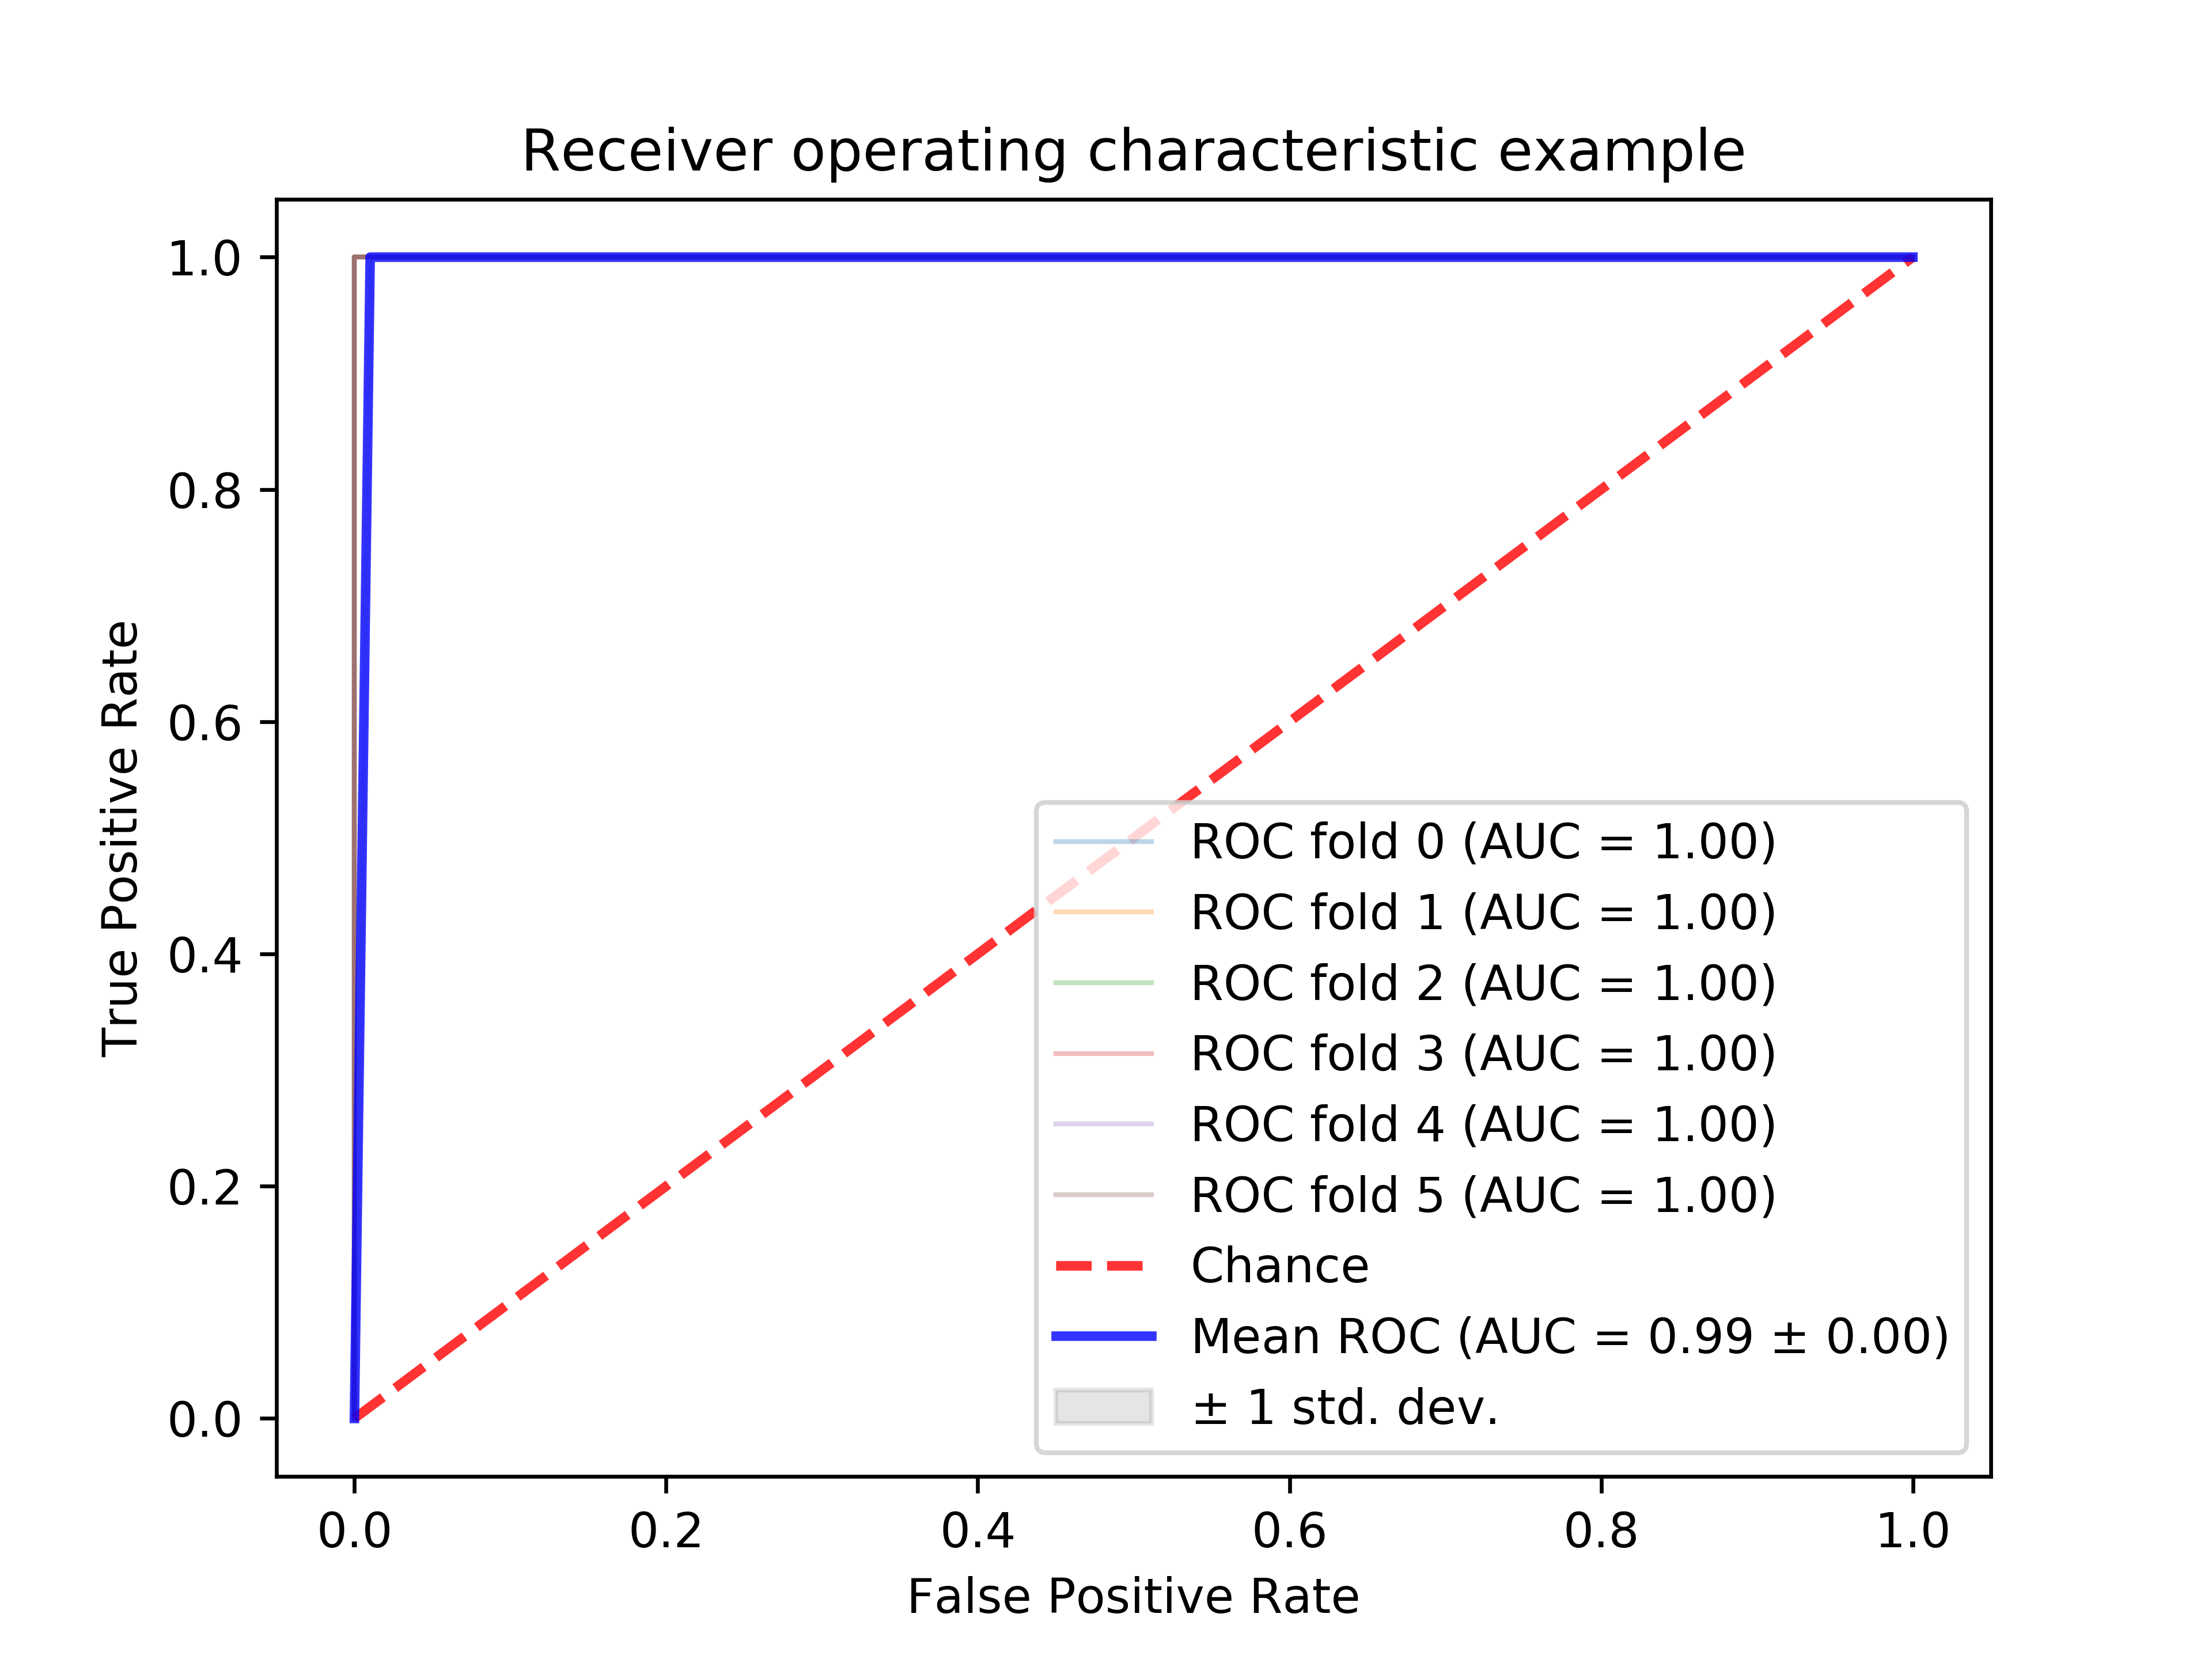 Receiver operating characteristic example
True Positive Rate
1.0
0.8
0.6
0.4
0.2
0.0
ROC fold 0 (AUC = 1.00)
ROC fold 1 (AUC = 1.00)
ROC fold 2 (AUC = 1.00)
ROC fold 3 (AUC = 1.00)
ROC fold 4 (AUC = 1.00)
ROC fold 5 (AUC = 1.00)
Chance
Mean ROC (AUC = 0.99 ± 0.00)
± 1 std. dev.
0.0 0.2 0.4 0.6 0.8 1.0
False Positive Rate